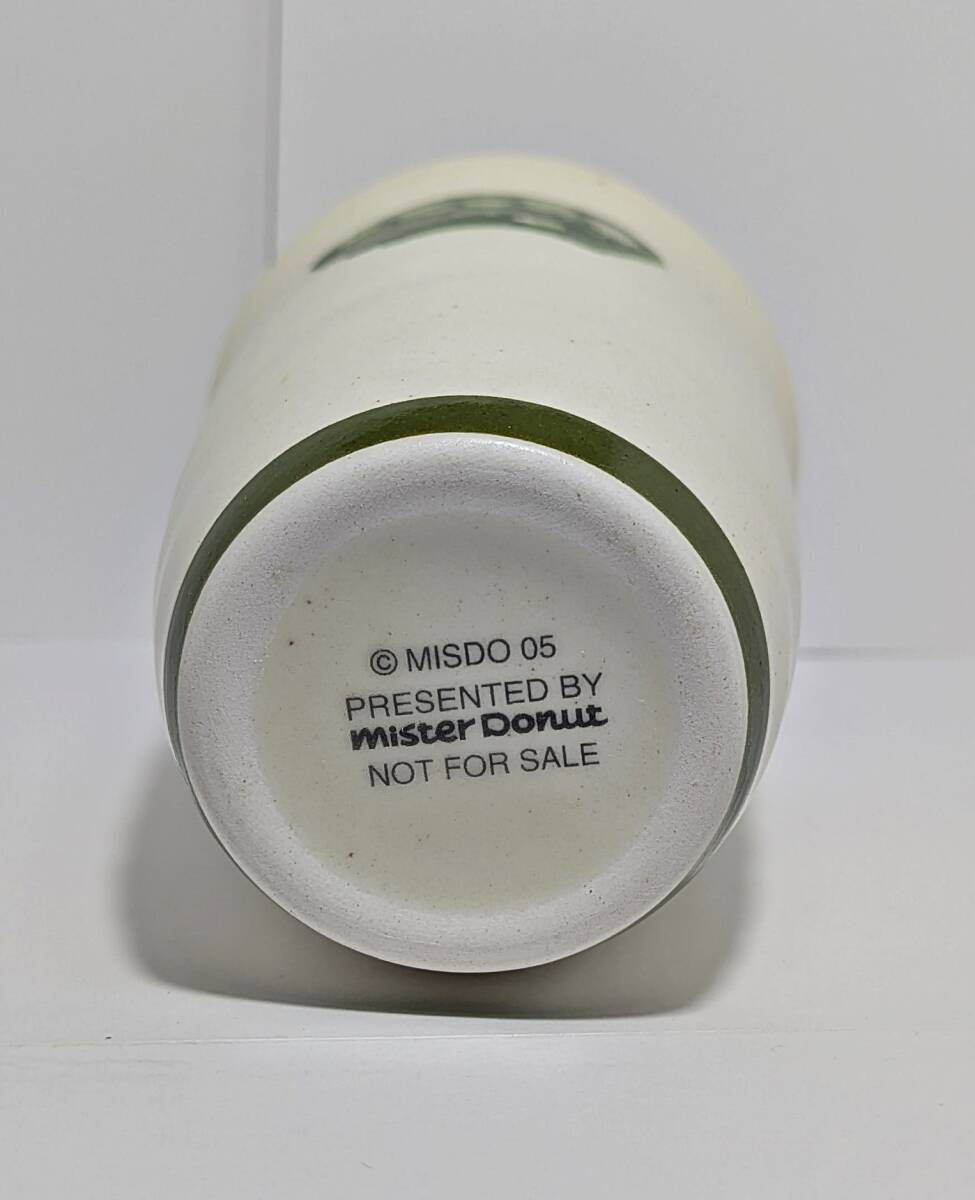 © MISDO 05
PRESENTED BY
mister Donut
NOT FOR SALE